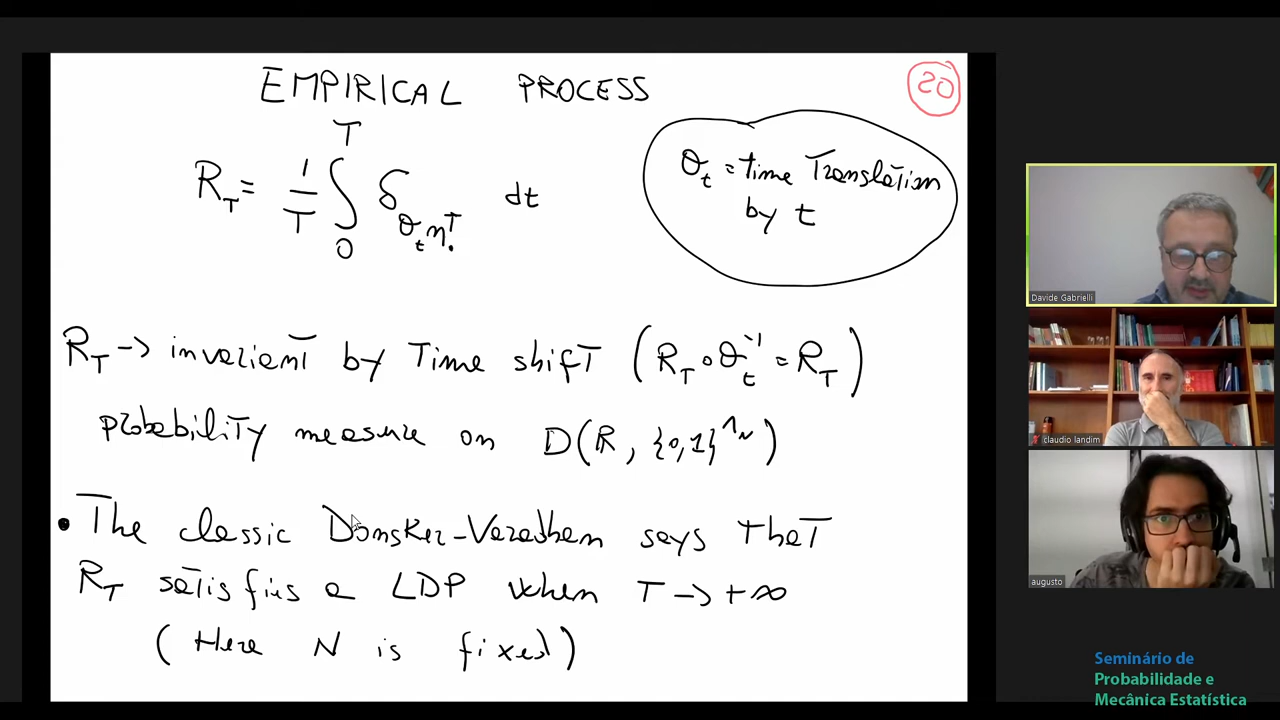 EMPIRICAL PROCESS
20
R_T = 1/T ∫_0^T δ_{θ_t η^T_.} dt
θ_t = time Translation
by t
R_T → invarianT by Time shifT (R_T ∘ θ_t^{-1} = R_T)
probabiliTy measure on D(R, {0,1}^{Λ_N})
• The classic Donsker-Varadhan says thaT
R_T satisfies a LDP when T → +∞
(Here N is fixed)
Davide Gabrielli
claudio landim
augusto
Seminário de
Probabilidade e
Mecânica Estatística